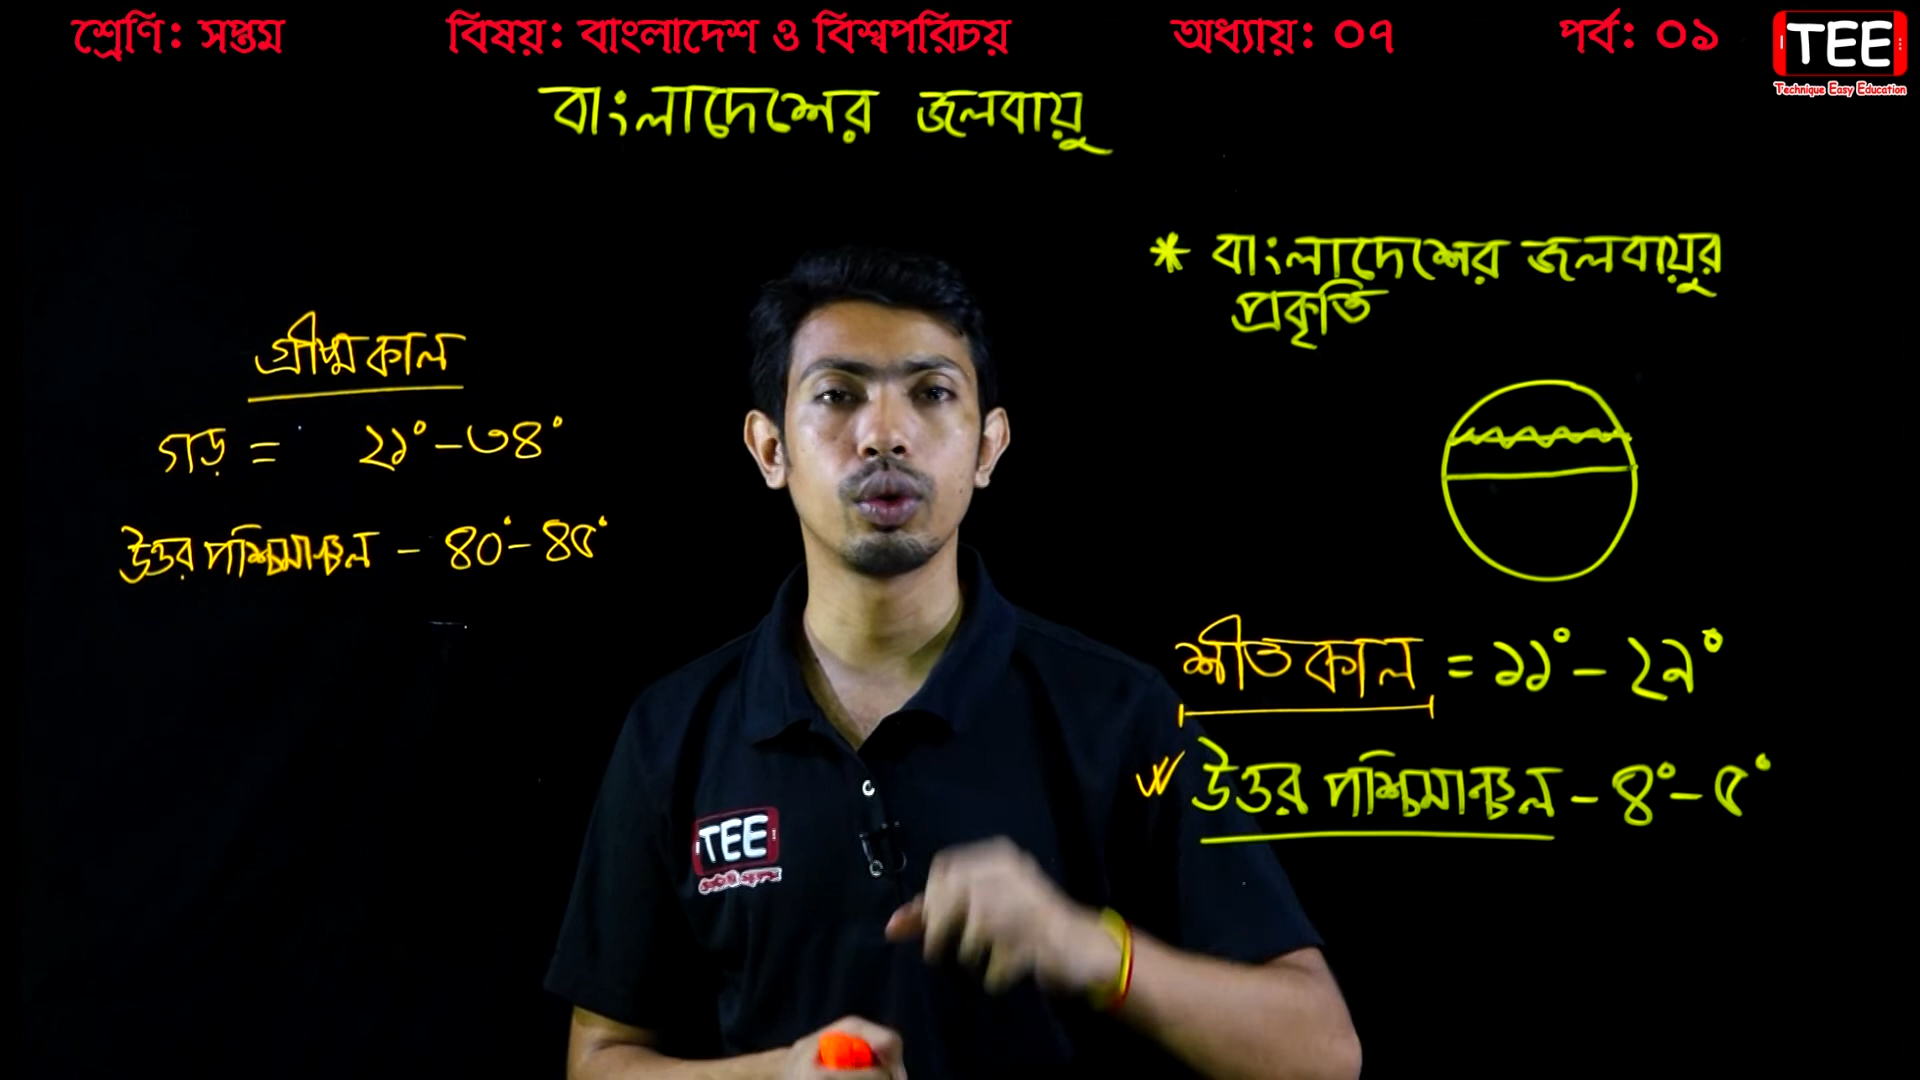 শ্রেণি: সপ্তম বিষয়: বাংলাদেশ ও বিশ্বপরিচয় অধ্যায়: ০৭ পর্ব: ০১
TEE
Technique Easy Education
বাংলাদেশের জলবায়ু
* বাংলাদেশের জলবায়ুর
প্রকৃতি
গ্রীষ্মকাল
গড় = ২১° - ৩৪°
উত্তর পশ্চিমাঞ্চল - ৪০° - ৪৫°
শীতকাল = ১১° - ২৯°
উত্তর পশ্চিমাঞ্চল - ৪° - ৫°
TEE